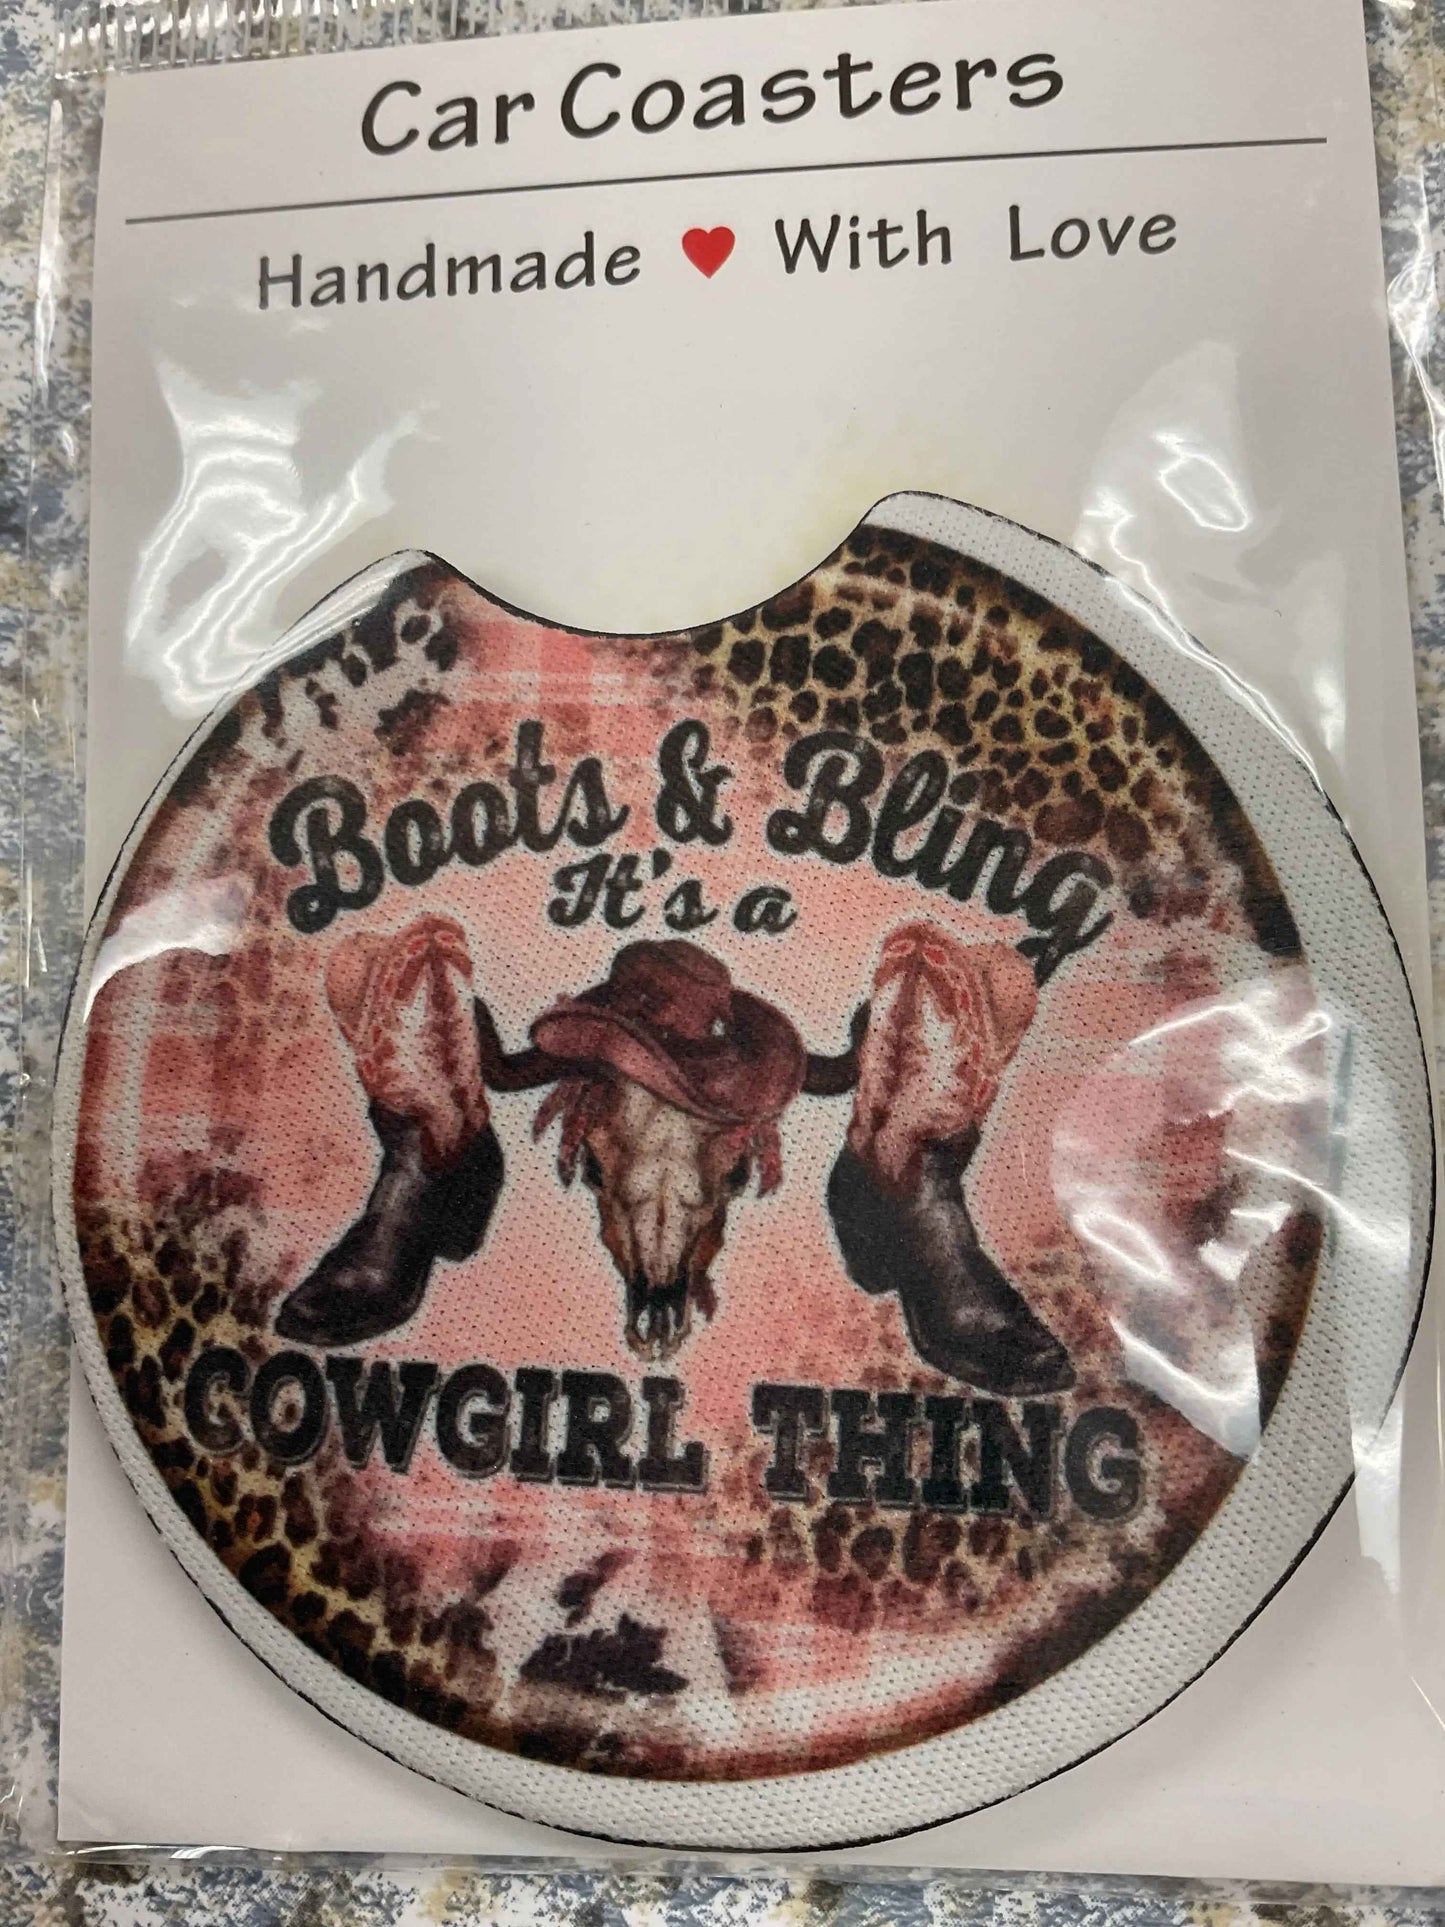 Car Coasters
Handmade ❤ With Love
Boots & Bling
It's a
COWGIRL THING